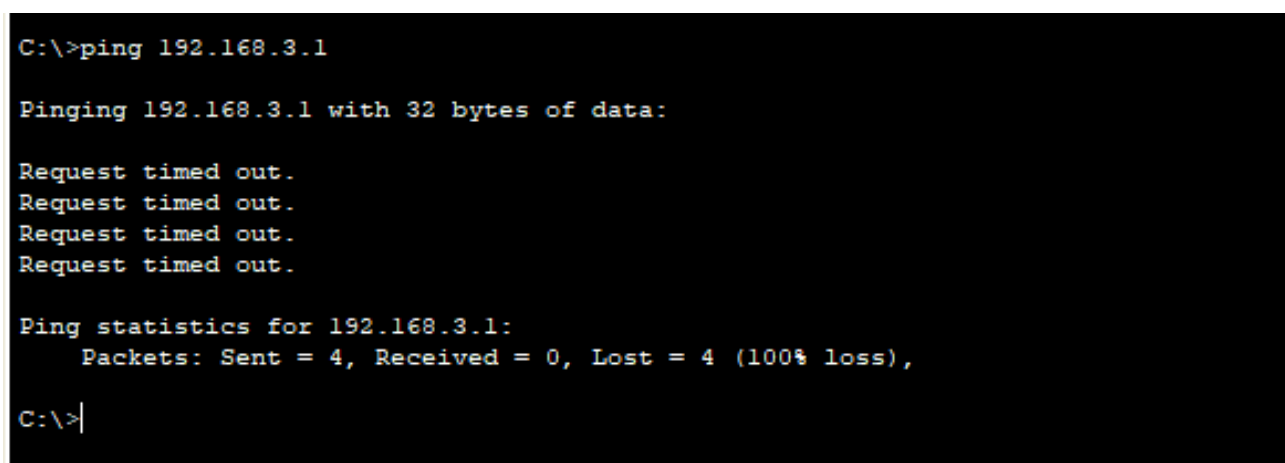 C:\>ping 192.168.3.1
Pinging 192.168.3.1 with 32 bytes of data:
Request timed out.
Request timed out.
Request timed out.
Request timed out.
Ping statistics for 192.168.3.1:
Packets: Sent = 4, Received = 0, Lost = 4 (100% loss),
C:\>